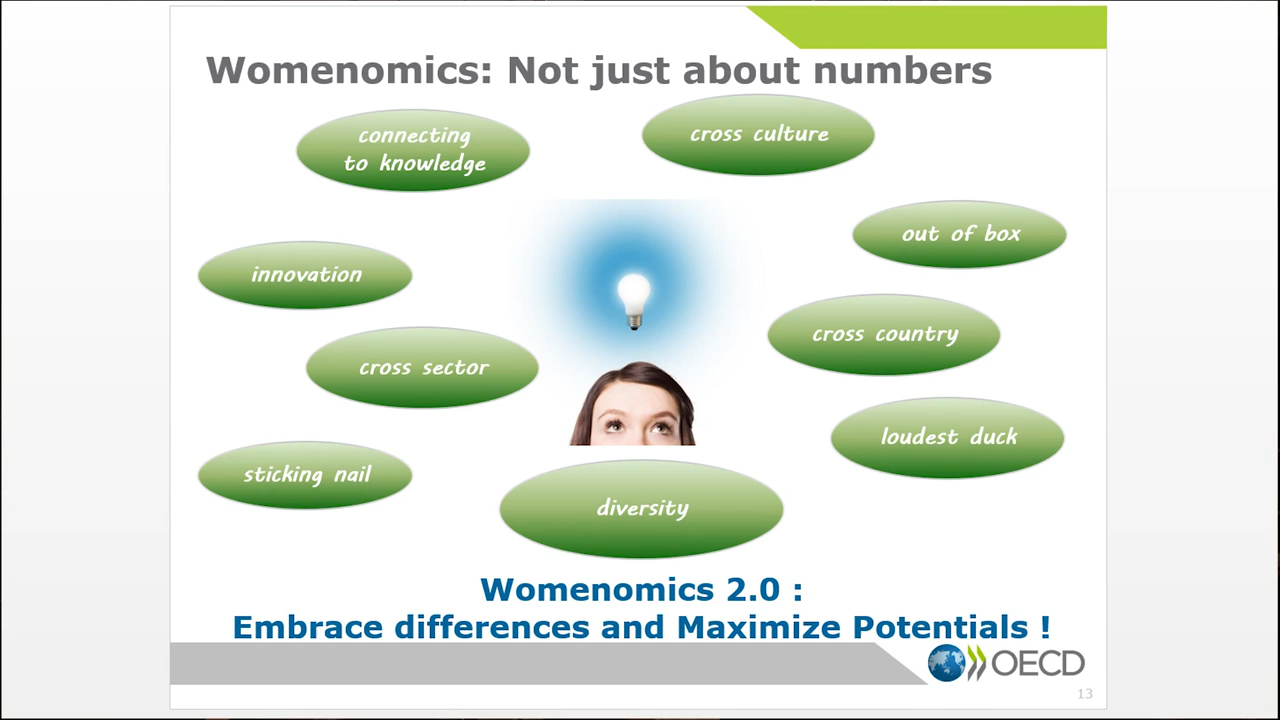 Womenomics: Not just about numbers
connecting
to knowledge
cross culture
out of box
innovation
cross country
cross sector
loudest duck
sticking nail
diversity
Womenomics 2.0 :
Embrace differences and Maximize Potentials !
OECD
13